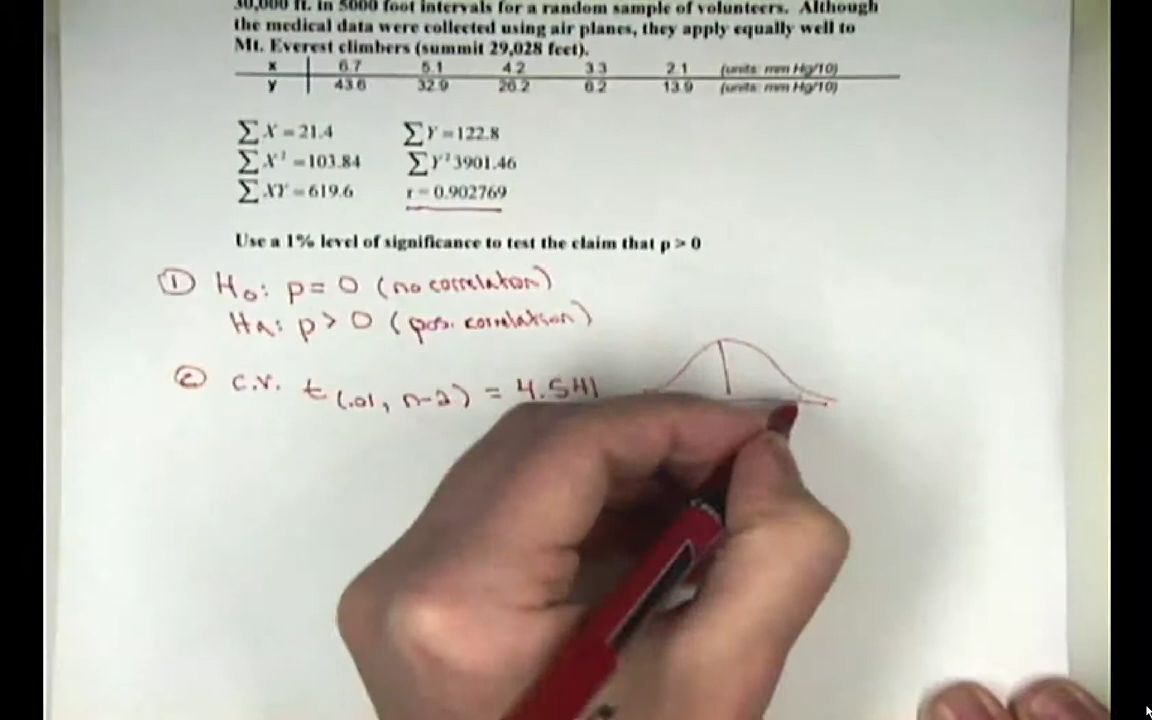 30,000 ft. in 5000 foot intervals for a random sample of volunteers. Although
the medical data were collected using air planes, they apply equally well to
Mt. Everest climbers (summit 29,028 feet).
x 6.7 5.1 4.2 3.3 2.1 (units: mm Hg/10)
y 43.6 32.9 26.2 6.2 13.9 (units: mm Hg/10)
∑X = 21.4 ∑Y = 122.8
∑X² = 103.84 ∑Y² 3901.46
∑XY = 619.6 r = 0.902769
Use a 1% level of significance to test the claim that p > 0
① H₀: p = 0 (no correlation)
HA: p > 0 (pos. correlation)
② C.V. t(.01, n-2) = 4.541